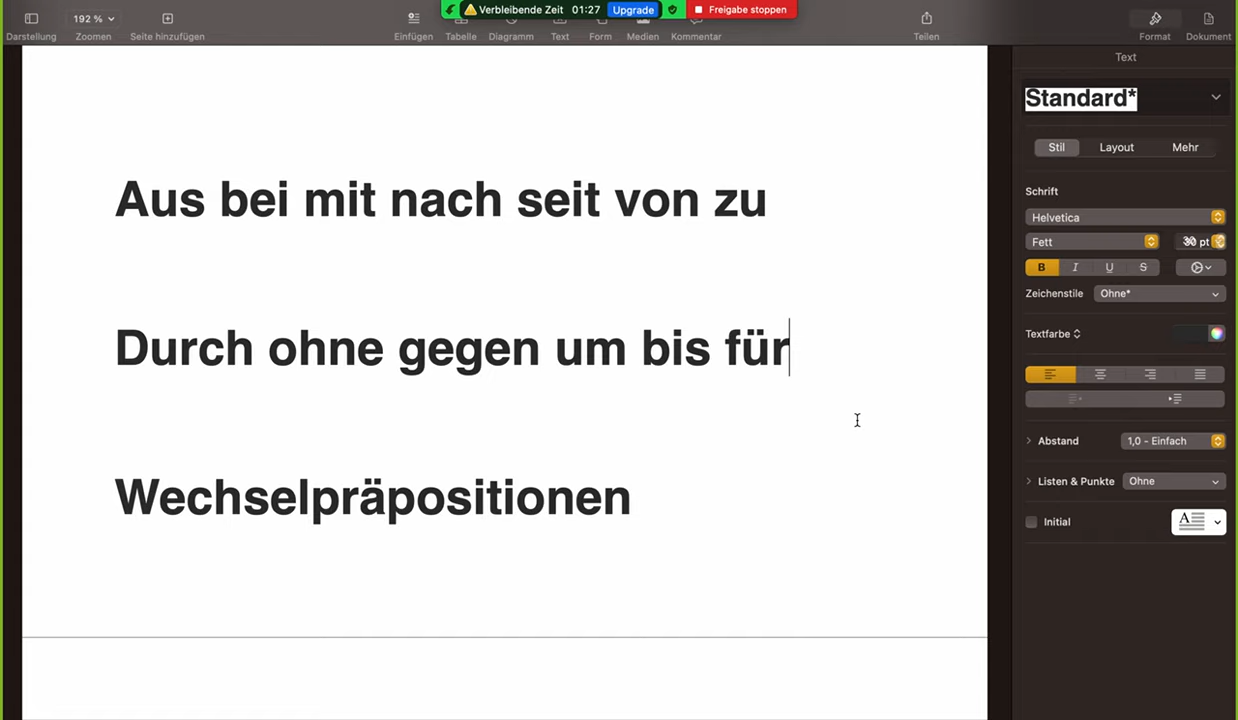 Verbleibende Zeit 01:27 Upgrade Freigabe stoppen
192 %
Darstellung Zoomen Seite hinzufügen Einfügen Tabelle Diagramm Text Form Medien Kommentar Teilen Format Dokument
Text
Standard*
Stil Layout Mehr
Schrift
Helvetica
Fett pt
B I U S
Zeichenstile Ohne*
Textfarbe
Abstand 1,0 - Einfach
Listen & Punkte Ohne
Initial A
Aus bei mit nach seit von zu
Durch ohne gegen um bis für
Wechselpräpositionen